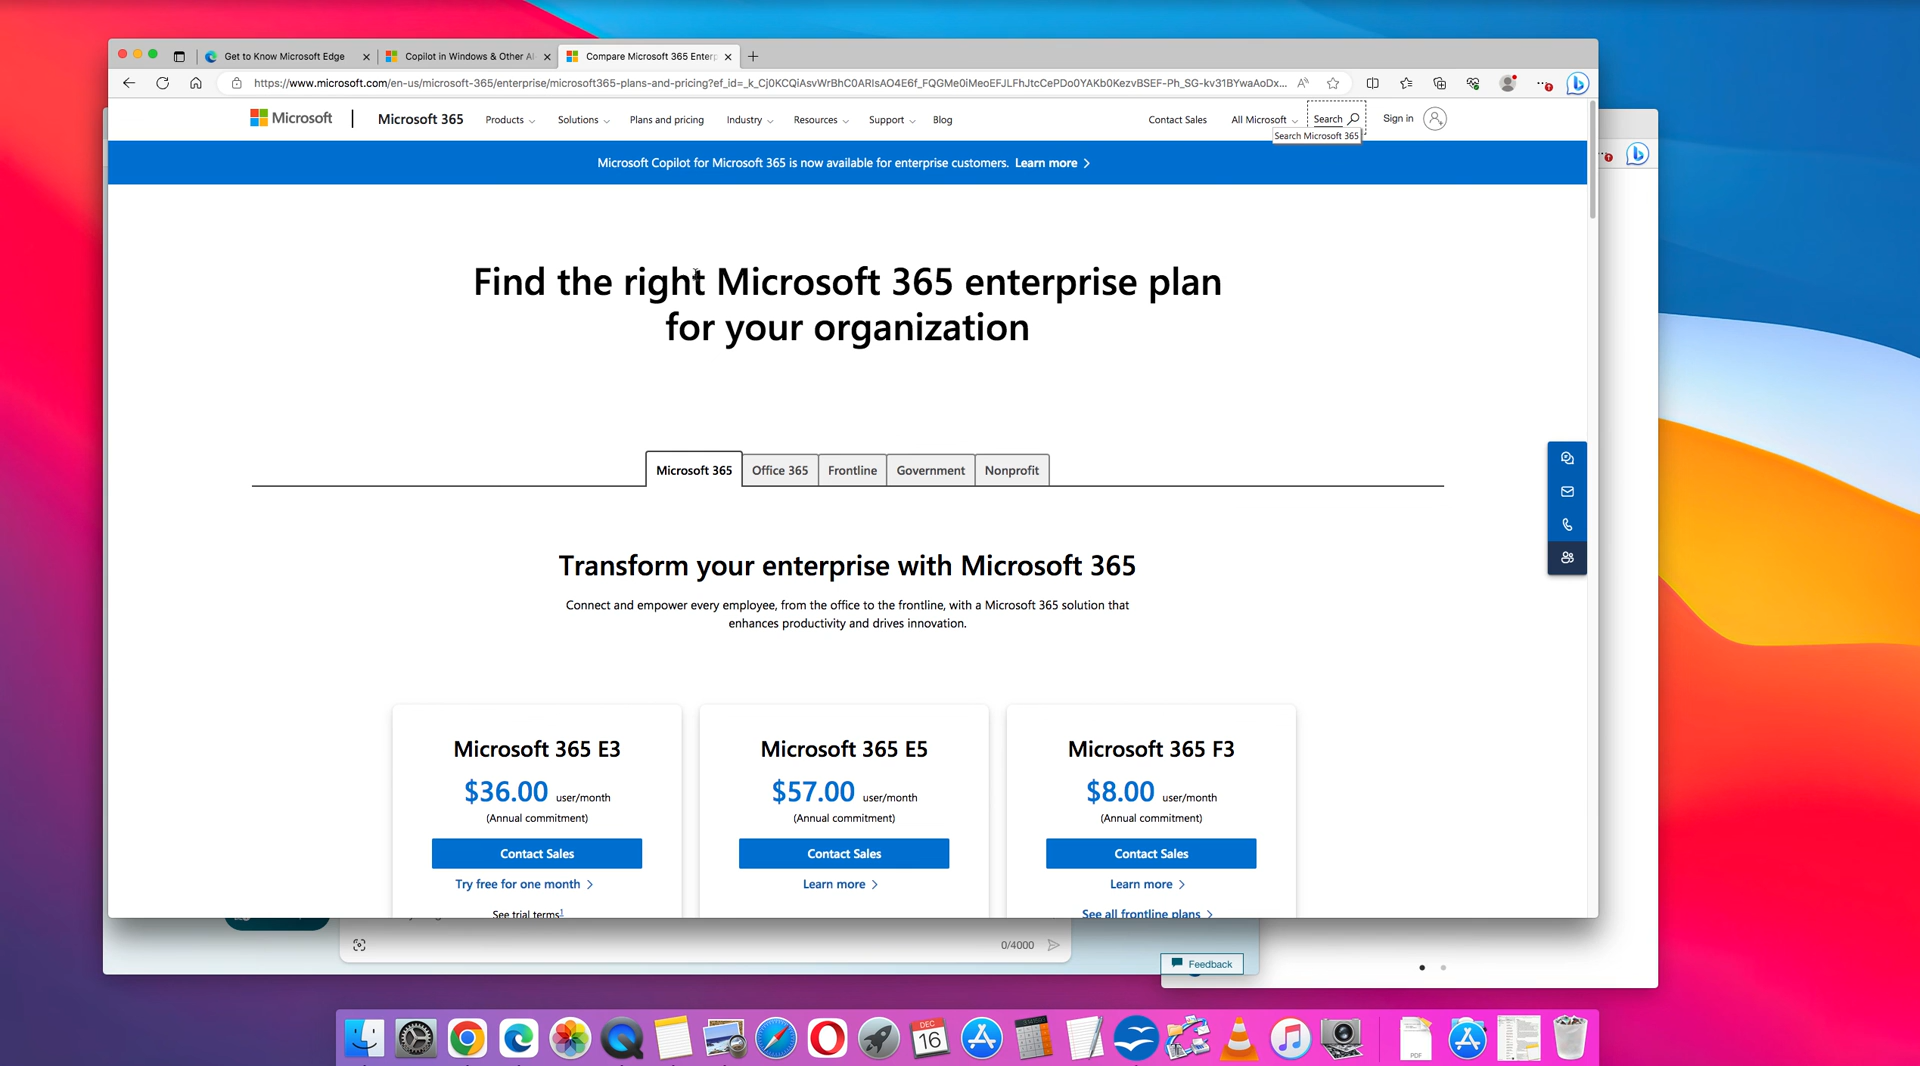 Get to Know Microsoft Edge
Copilot in Windows & Other AI
Compare Microsoft 365 Enterp
https://www.microsoft.com/en-us/microsoft-365/enterprise/microsoft365-plans-and-pricing?ef_id=_k_Cj0KCQiAsvWrBhC0ARIsAO4E6f_FQGMe0iMeoEFJLFhJtcCePDo0YAKb0KezvBSEF-Ph_SG-kv31BYwaAoDx...
Microsoft
Microsoft 365
Products
Solutions
Plans and pricing
Industry
Resources
Support
Blog
Contact Sales
All Microsoft
Search
Sign in
Search Microsoft 365
Microsoft Copilot for Microsoft 365 is now available for enterprise customers. Learn more >
Find the right Microsoft 365 enterprise plan
for your organization
Microsoft 365
Office 365
Frontline
Government
Nonprofit
Transform your enterprise with Microsoft 365
Connect and empower every employee, from the office to the frontline, with a Microsoft 365 solution that
enhances productivity and drives innovation.
Microsoft 365 E3
$36.00 user/month
(Annual commitment)
Contact Sales
Try free for one month >
See trial terms1
Microsoft 365 E5
$57.00 user/month
(Annual commitment)
Contact Sales
Learn more >
Microsoft 365 F3
$8.00 user/month
(Annual commitment)
Contact Sales
Learn more >
See all frontline plans >
0/4000
Feedback
DEC
16
PDF